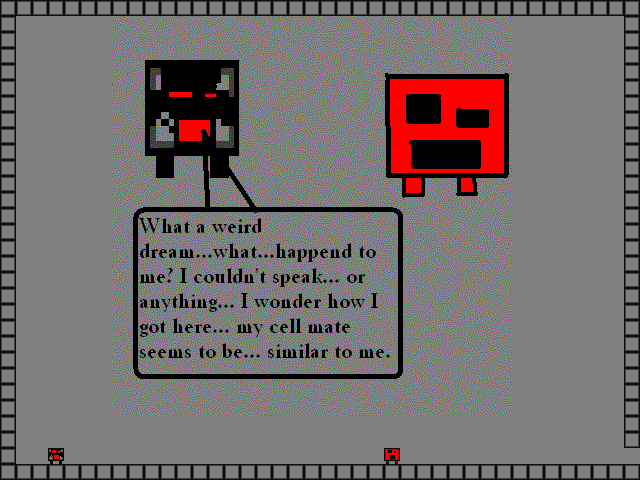 What a weird
dream...what...happend to
me? I couldn't speak... or
anything... I wonder how I
got here... my cell mate
seems to be... similar to me.